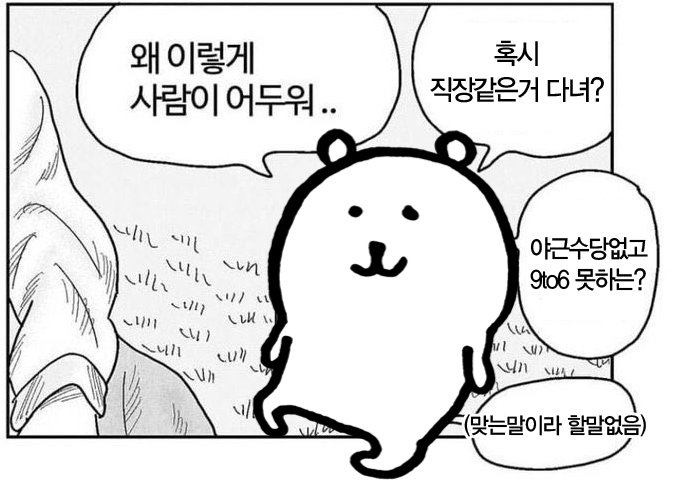 왜 이렇게
사람이 어두워 ..
혹시
직장같은거 다녀?
야근수당없고
9to6 못하는?
(맞는말이라 할말없음)